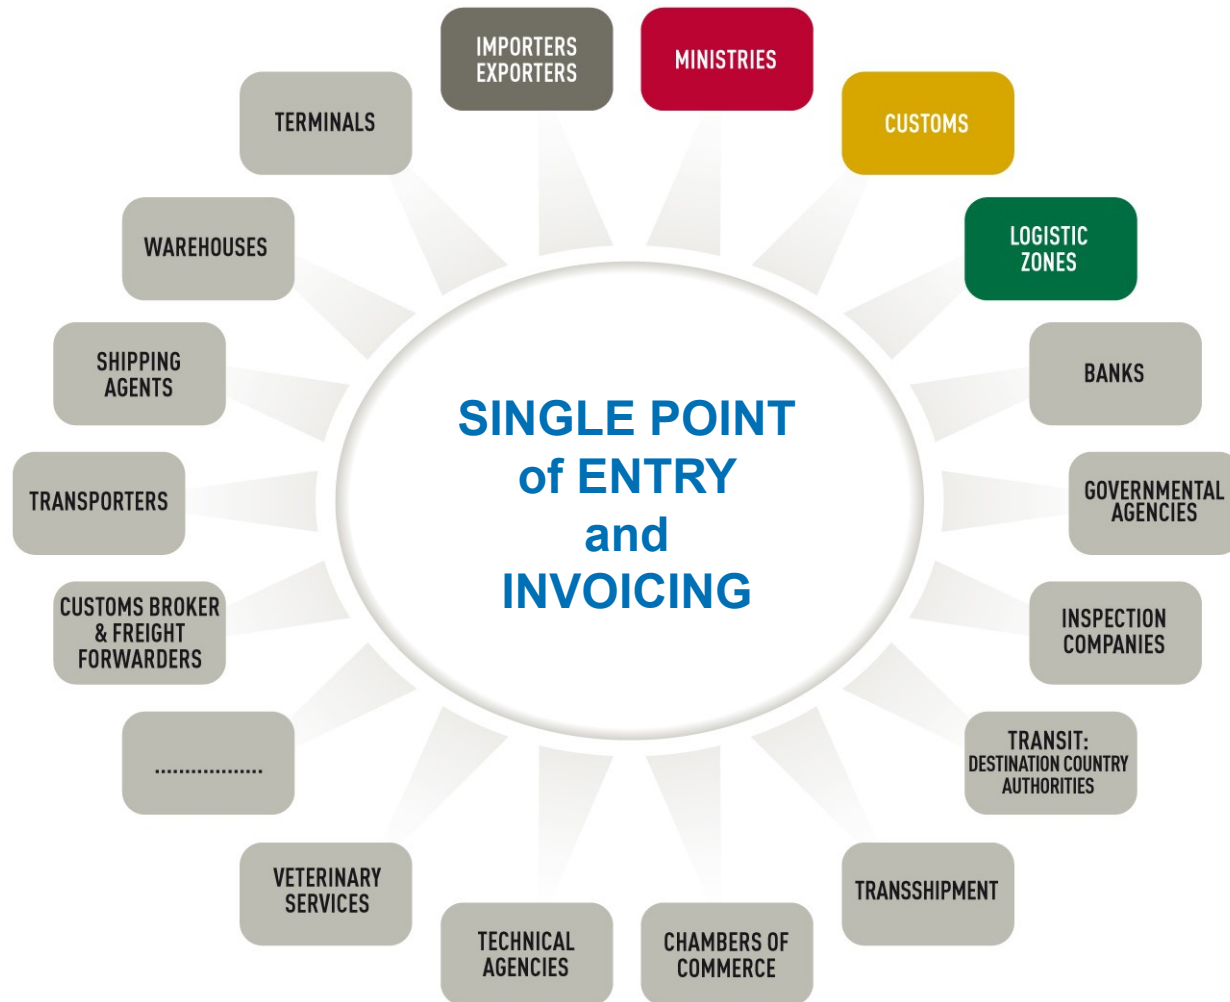 IMPORTERS
EXPORTERS
MINISTRIES
TERMINALS
CUSTOMS
WAREHOUSES
LOGISTIC
ZONES
SHIPPING
AGENTS
BANKS
SINGLE POINT
of ENTRY
and
INVOICING
TRANSPORTERS
GOVERNMENTAL
AGENCIES
CUSTOMS BROKER
& FREIGHT
FORWARDERS
INSPECTION
COMPANIES
..................
TRANSIT:
DESTINATION COUNTRY
AUTHORITIES
VETERINARY
SERVICES
TRANSSHIPMENT
TECHNICAL
AGENCIES
CHAMBERS OF
COMMERCE